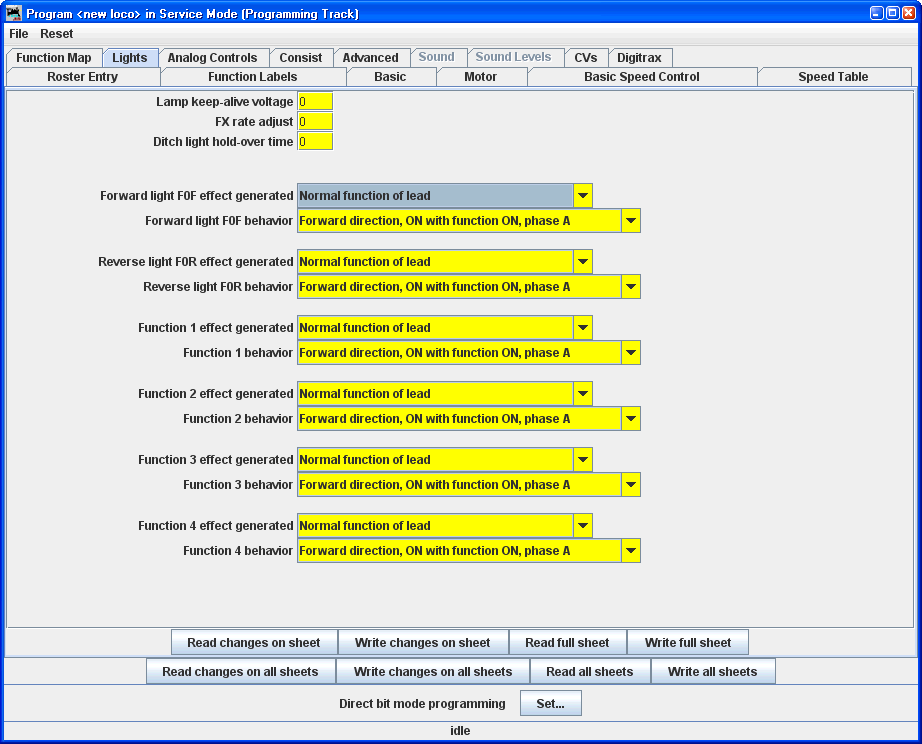 Program <new loco> in Service Mode (Programming Track)
File Reset
Function Map Lights Analog Controls Consist Advanced Sound Sound Levels CVs Digitrax
Roster Entry Function Labels Basic Motor Basic Speed Control Speed Table
Lamp keep-alive voltage 0
FX rate adjust 0
Ditch light hold-over time 0
Forward light F0F effect generated Normal function of lead
Forward light F0F behavior Forward direction, ON with function ON, phase A
Reverse light F0R effect generated Normal function of lead
Reverse light F0R behavior Forward direction, ON with function ON, phase A
Function 1 effect generated Normal function of lead
Function 1 behavior Forward direction, ON with function ON, phase A
Function 2 effect generated Normal function of lead
Function 2 behavior Forward direction, ON with function ON, phase A
Function 3 effect generated Normal function of lead
Function 3 behavior Forward direction, ON with function ON, phase A
Function 4 effect generated Normal function of lead
Function 4 behavior Forward direction, ON with function ON, phase A
Read changes on sheet Write changes on sheet Read full sheet Write full sheet
Read changes on all sheets Write changes on all sheets Read all sheets Write all sheets
Direct bit mode programming Set...
idle